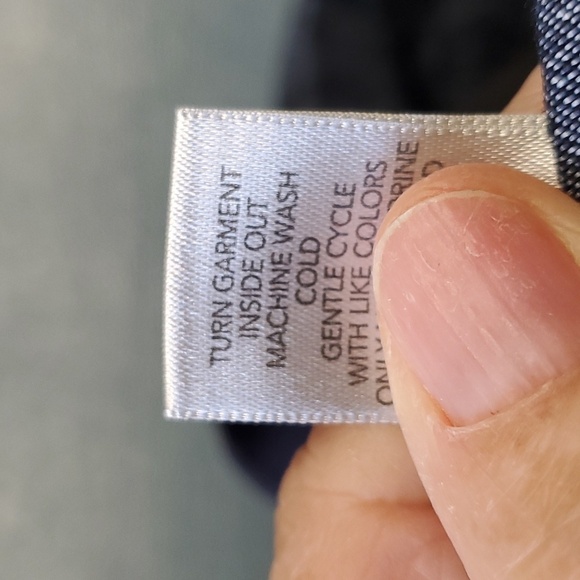 TURN GARMENT
INSIDE OUT
MACHINE WASH
COLD
GENTLE CYCLE
WITH LIKE COLORS